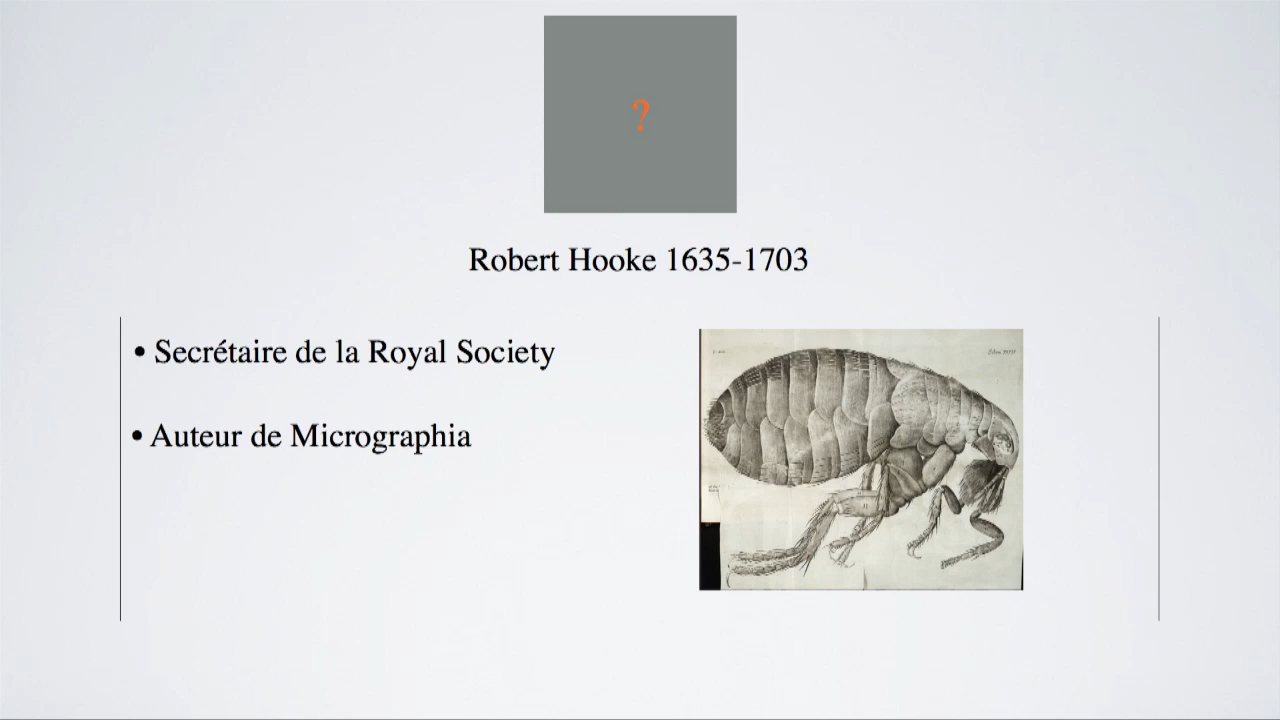 ?
Robert Hooke 1635-1703
• Secrétaire de la Royal Society
• Auteur de Micrographia